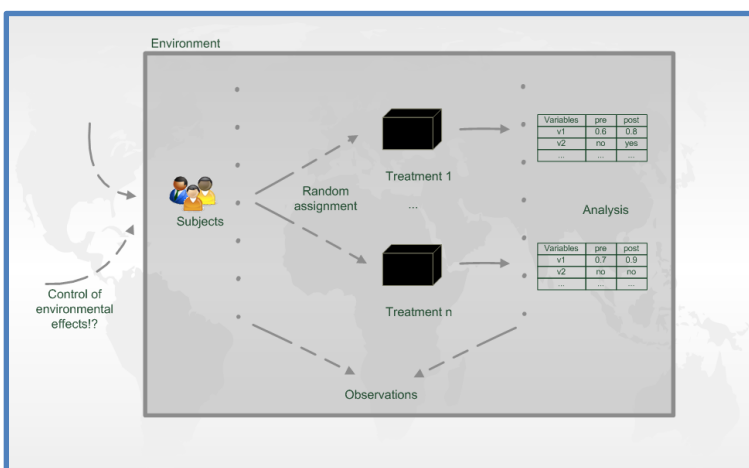 Environment
Variables pre post
v1 0.6 0.8
v2 no yes
... ... ...
Treatment 1
Random
assignment
...
Subjects
Analysis
Variables pre post
v1 0.7 0.9
v2 no no
... ... ...
Control of
environmental
effects!?
Treatment n
Observations